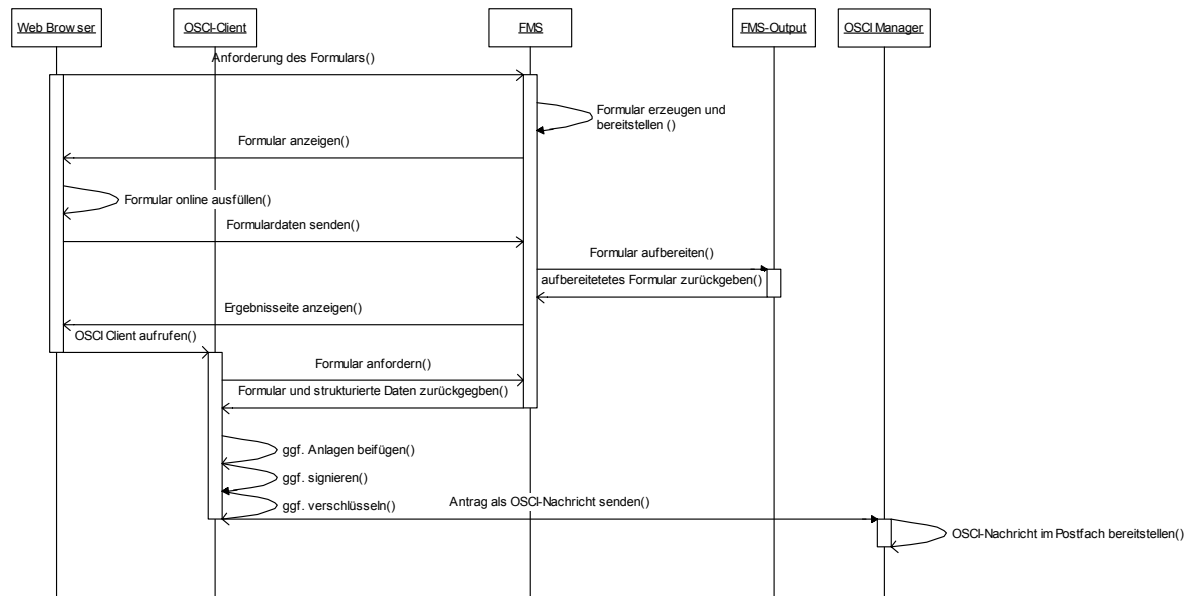 Web Browser
OSCI-Client
FMS
FMS-Output
OSCI Manager
Anforderung des Formulars()
Formular erzeugen und
bereitstellen ()
Formular anzeigen()
Formular online ausfüllen()
Formulardaten senden()
Formular aufbereiten()
aufbereitetetes Formular zurückgeben()
Ergebnisseite anzeigen()
OSCI Client aufrufen()
Formular anfordern()
Formular und strukturierte Daten zurückgegben()
ggf. Anlagen beifügen()
ggf. signieren()
ggf. verschlüsseln()
Antrag als OSCI-Nachricht senden()
OSCI-Nachricht im Postfach bereitstellen()